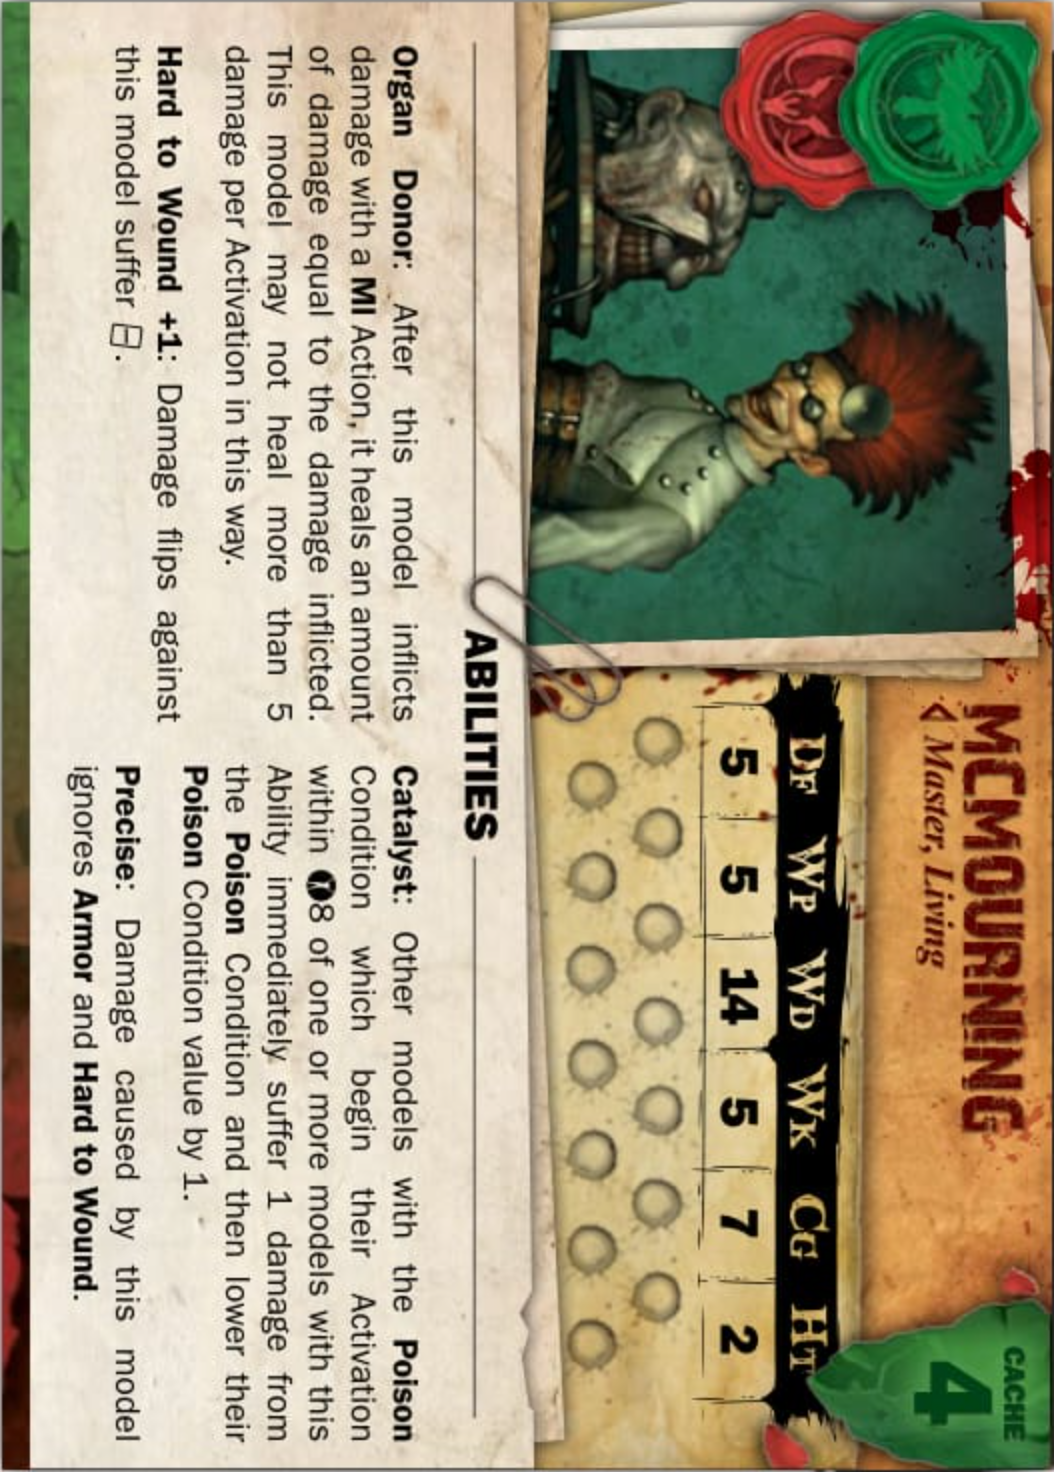 MCMOURNING
Master, Living
CACHE
4
DF WP WD WK CG HT
5 5 14 5 7 2
ABILITIES
Organ Donor: After this model inflicts
damage with a Ml Action, it heals an amount
of damage equal to the damage inflicted.
This model may not heal more than 5
damage per Activation in this way.
Hard to Wound +1: Damage flips against
this model suffer ⊟.
Catalyst: Other models with the Poison
Condition which begin their Activation
within 8 of one or more models with this
Ability immediately suffer 1 damage from
the Poison Condition and then lower their
Poison Condition value by 1.
Precise: Damage caused by this model
ignores Armor and Hard to Wound.